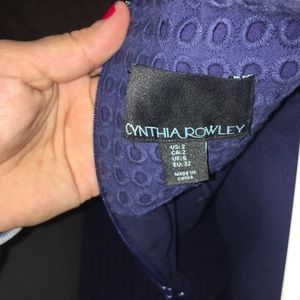 CYNTHIA ROWLEY
US: 2
CA: 2
UK: 6
EU: 32
MADE IN
CHINA